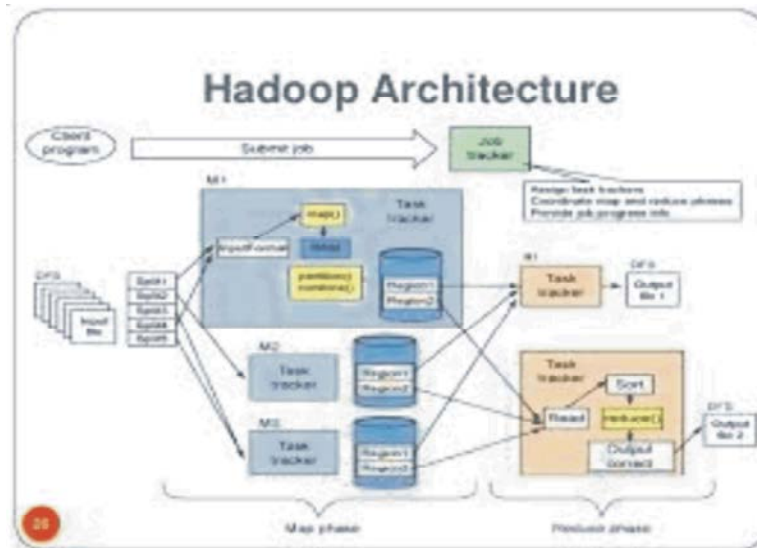 Hadoop Architecture
Client
program
Submit job
Job
tracker
Assign task trackers
Coordinate map and reduce phases
Provide job progress info
M1
Task
tracker
map()
InputFormat
partition()
combine()
Region1
Region2
DFS
Input
file
Split1
Split2
Split3
Split4
Split5
R1
Task
tracker
DFS
Output
file 1
M2
Task
tracker
Region1
Region2
M3
Task
tracker
Region1
Region2
Task
tracker
Read
Sort
reduce()
Output
DFS
Output
file 2
Map phase
Reduce phase